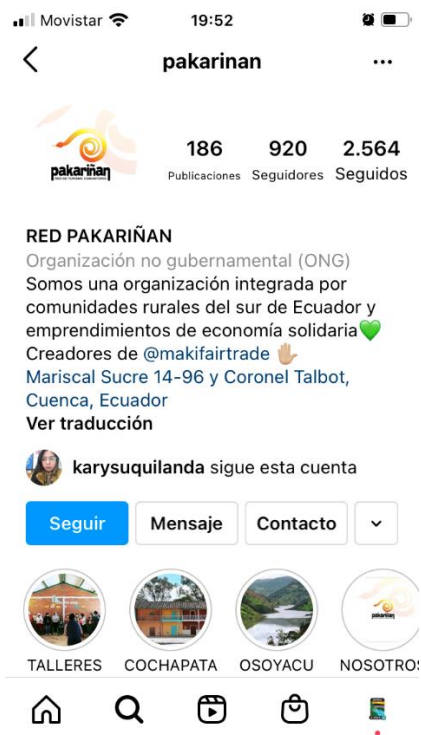 Movistar 19:52
pakarinan
pakariñan
186 920 2.564
Publicaciones Seguidores Seguidos
RED PAKARIÑAN
Organización no gubernamental (ONG)
Somos una organización integrada por
comunidades rurales del sur de Ecuador y
emprendimientos de economía solidaria
Creadores de @makifairtrade
Mariscal Sucre 14-96 y Coronel Talbot,
Cuenca, Ecuador
Ver traducción
karysuquilanda sigue esta cuenta
Seguir Mensaje Contacto
pakariñan
TALLERES COCHAPATA OSOYACU NOSOTROS